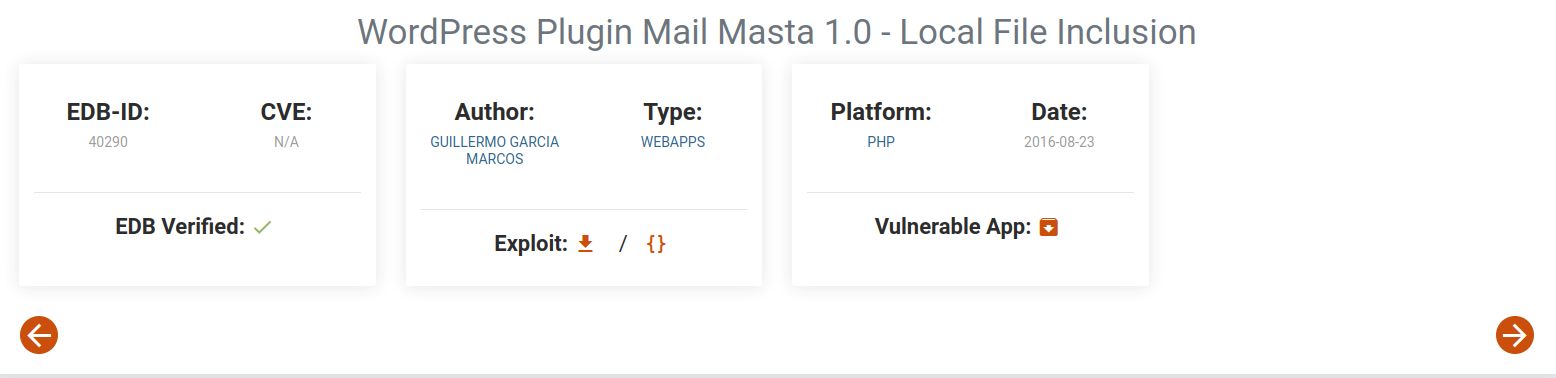 WordPress Plugin Mail Masta 1.0 - Local File Inclusion
EDB-ID:
40290
CVE:
N/A
EDB Verified:
Author:
GUILLERMO GARCIA
MARCOS
Type:
WEBAPPS
Exploit: / {}
Platform:
PHP
Date:
2016-08-23
Vulnerable App: